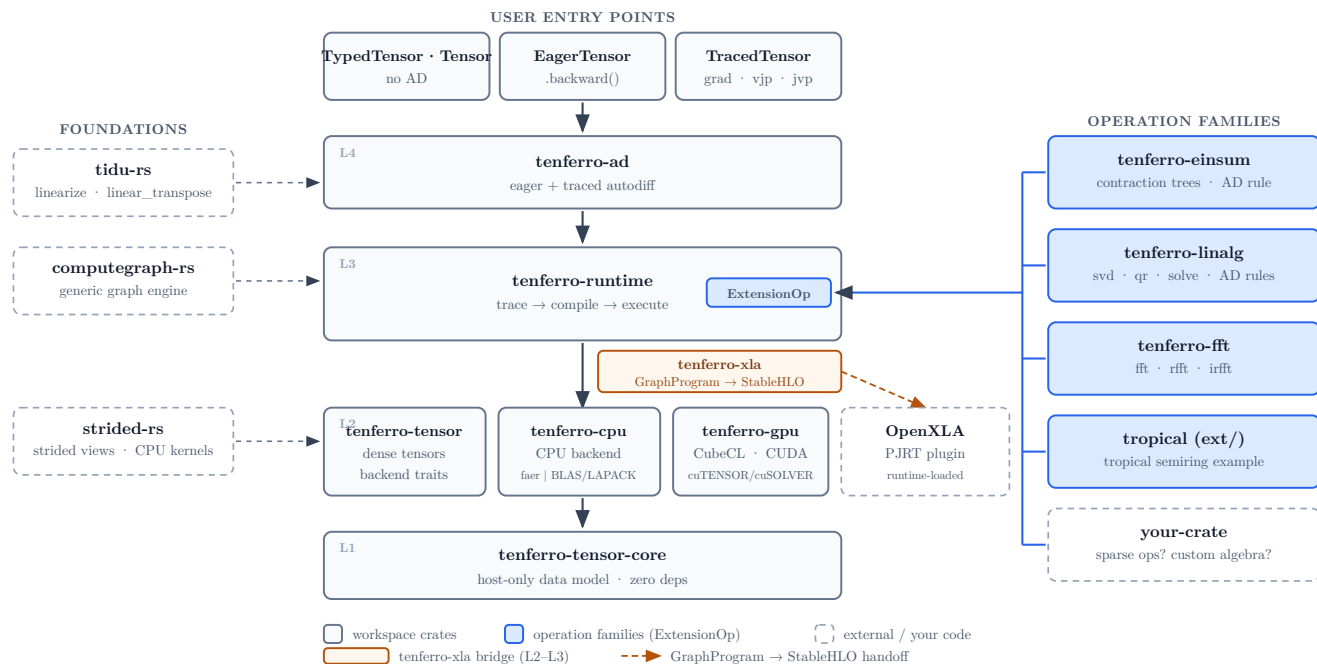 USER ENTRY POINTS
TypedTensor · Tensor
no AD
EagerTensor
.backward()
TracedTensor
grad · vjp · jvp
FOUNDATIONS
tidu-rs
linearize · linear_transpose
computegraph-rs
generic graph engine
strided-rs
strided views · CPU kernels
L4
tenferro-ad
eager + traced autodiff
L3
tenferro-runtime
trace → compile → execute
ExtensionOp
tenferro-xla
GraphProgram → StableHLO
L2
tenferro-tensor
dense tensors
backend traits
tenferro-cpu
CPU backend
faer | BLAS/LAPACK
tenferro-gpu
CubeCL · CUDA
cuTENSOR/cuSOLVER
OpenXLA
PJRT plugin
runtime-loaded
L1
tenferro-tensor-core
host-only data model · zero deps
OPERATION FAMILIES
tenferro-einsum
contraction trees · AD rule
tenferro-linalg
svd · qr · solve · AD rules
tenferro-fft
fft · rfft · irfft
tropical (ext/)
tropical semiring example
your-crate
sparse ops? custom algebra?
workspace crates
operation families (ExtensionOp)
external / your code
tenferro-xla bridge (L2–L3)
GraphProgram → StableHLO handoff